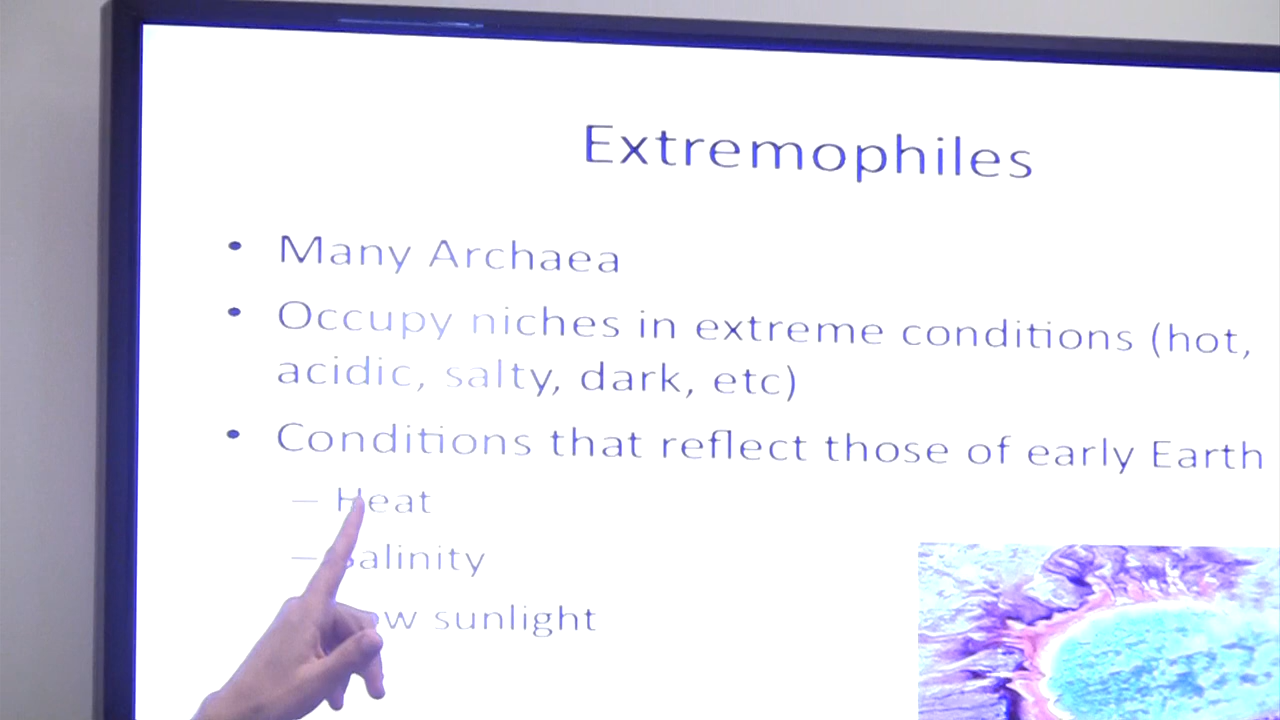 Extremophiles
• Many Archaea
• Occupy niches in extreme conditions (hot,
acidic, salty, dark, etc)
• Conditions that reflect those of early Earth
– Heat
– Salinity
sunlight